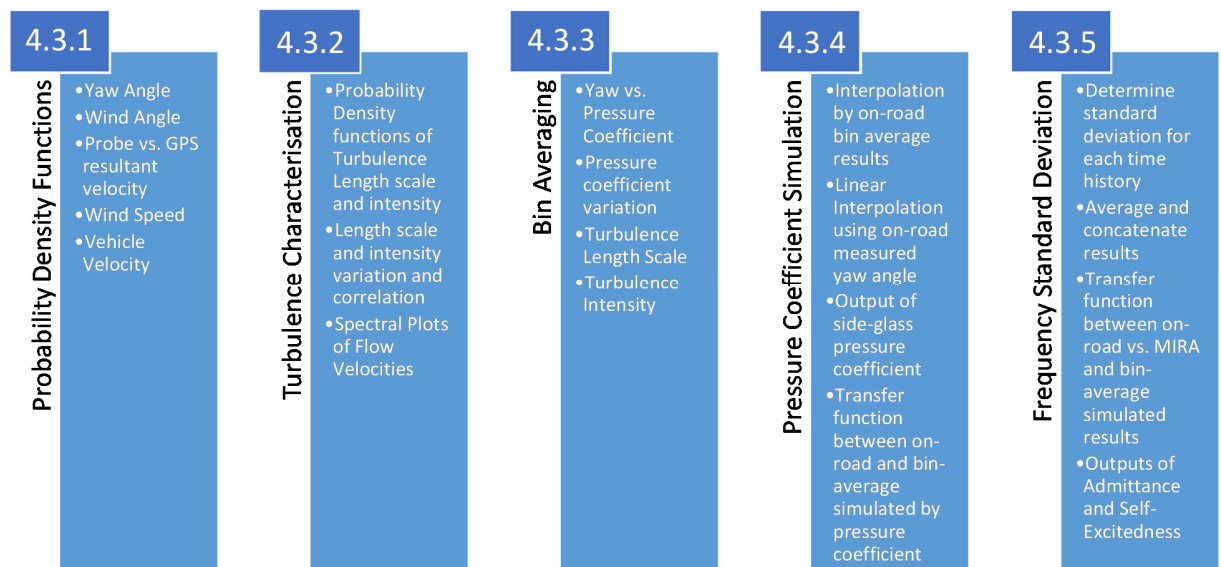 4.3.1
Probability Density Functions
•Yaw Angle
•Wind Angle
•Probe vs. GPS
resultant
velocity
•Wind Speed
•Vehicle
Velocity
4.3.2
Turbulence Characterisation
•Probability
Density
functions of
Turbulence
Length scale
and intensity
•Length scale
and intensity
variation and
correlation
•Spectral Plots
of Flow
Velocities
4.3.3
Bin Averaging
•Yaw vs.
Pressure
Coefficient
•Pressure
coefficient
variation
•Turbulence
Length Scale
•Turbulence
Intensity
4.3.4
Pressure Coefficient Simulation
•Interpolation
by on-road
bin average
results
•Linear
Interpolation
using on-road
measured
yaw angle
•Output of
side-glass
pressure
coefficient
•Transfer
function
between on-
road and bin-
average
simulated by
pressure
coefficient
4.3.5
Frequency Standard Deviation
•Determine
standard
deviation for
each time
history
•Average and
concatenate
results
•Transfer
function
between on-
road vs. MIRA
and bin-
average
simulated
results
•Outputs of
Admittance
and Self-
Excitedness